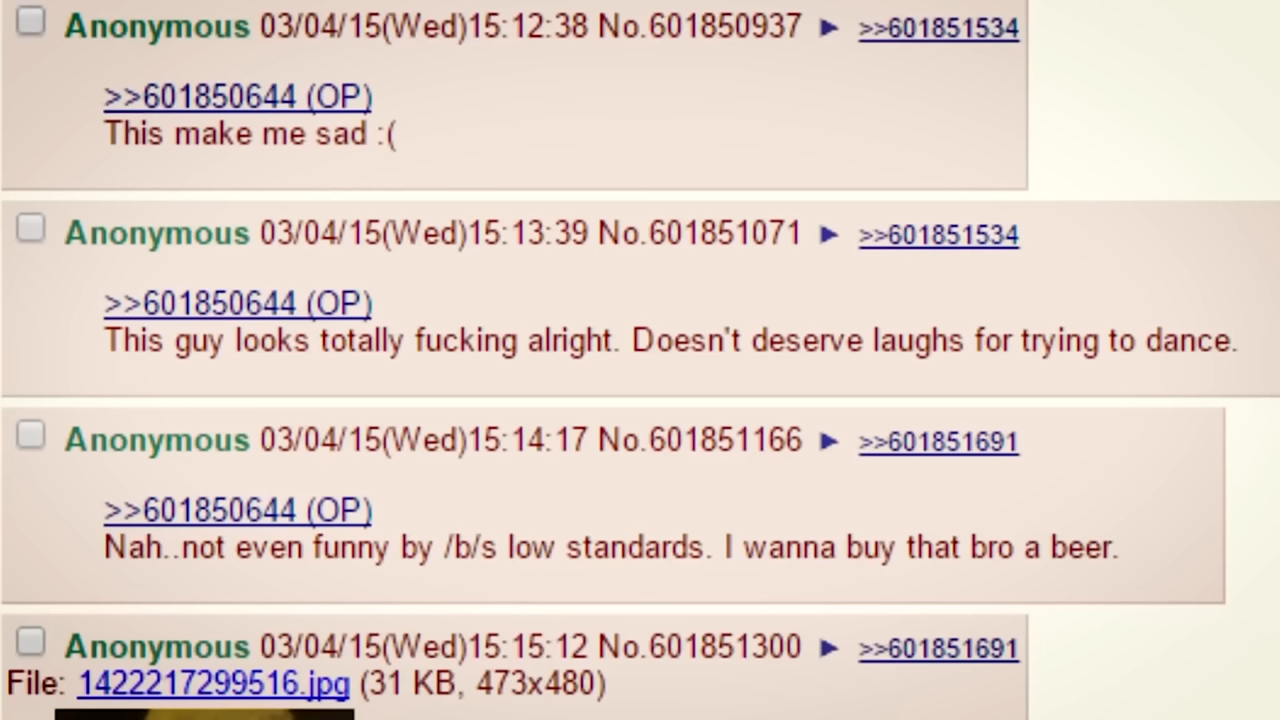 Anonymous 03/04/15(Wed)15:12:38 No.601850937 ► >>601851534
>>601850644 (OP)
This make me sad :(
Anonymous 03/04/15(Wed)15:13:39 No.601851071 ► >>601851534
>>601850644 (OP)
This guy looks totally fucking alright. Doesn't deserve laughs for trying to dance.
Anonymous 03/04/15(Wed)15:14:17 No.601851166 ► >>601851691
>>601850644 (OP)
Nah..not even funny by /b/s low standards. I wanna buy that bro a beer.
Anonymous 03/04/15(Wed)15:15:12 No.601851300 ► >>601851691
File: 1422217299516.jpg (31 KB, 473x480)